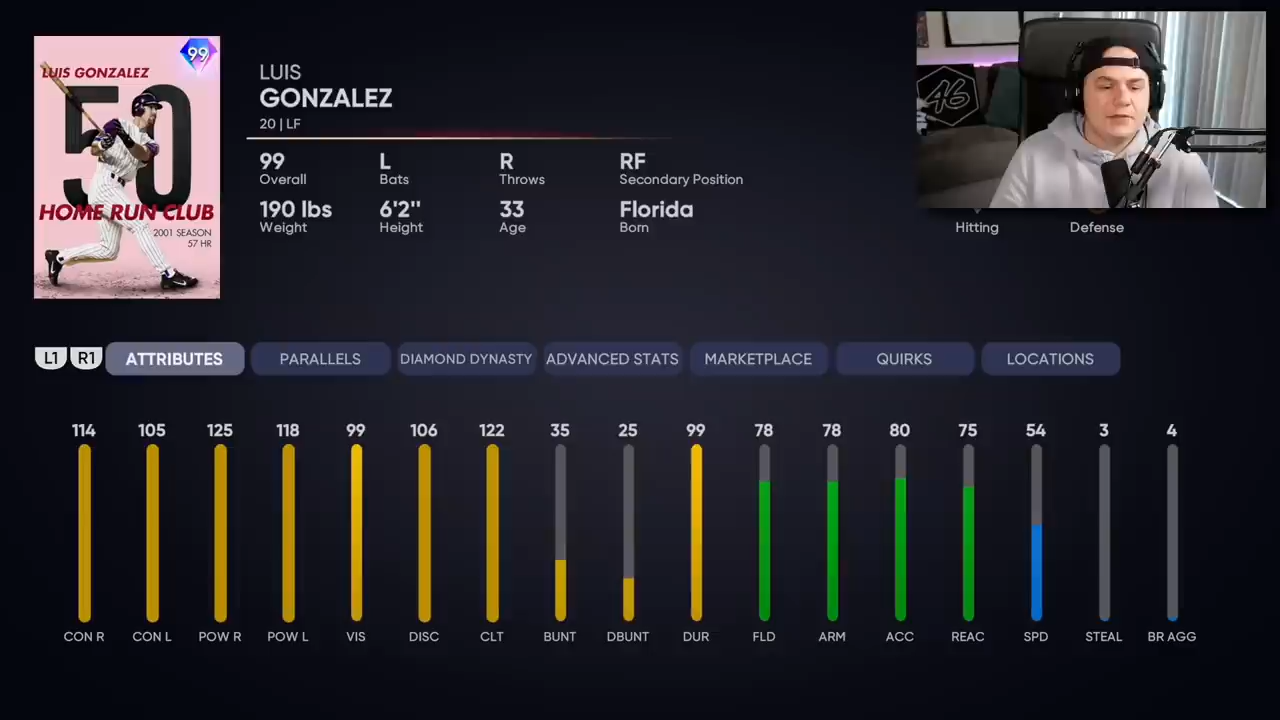 99
LUIS GONZALEZ
50
HOME RUN CLUB
2001 SEASON
57 HR
LUIS
GONZALEZ
20 | LF
99 L R RF
Overall Bats Throws Secondary Position
190 lbs 6'2" 33 Florida
Weight Height Age Born
46
Hitting Defense
L1 R1 ATTRIBUTES PARALLELS DIAMOND DYNASTY ADVANCED STATS MARKETPLACE QUIRKS LOCATIONS
114 105 125 118 99 106 122 35 25 99 78 78 80 75 54 3 4
CON R CON L POW R POW L VIS DISC CLT BUNT DBUNT DUR FLD ARM ACC REAC SPD STEAL BR AGG